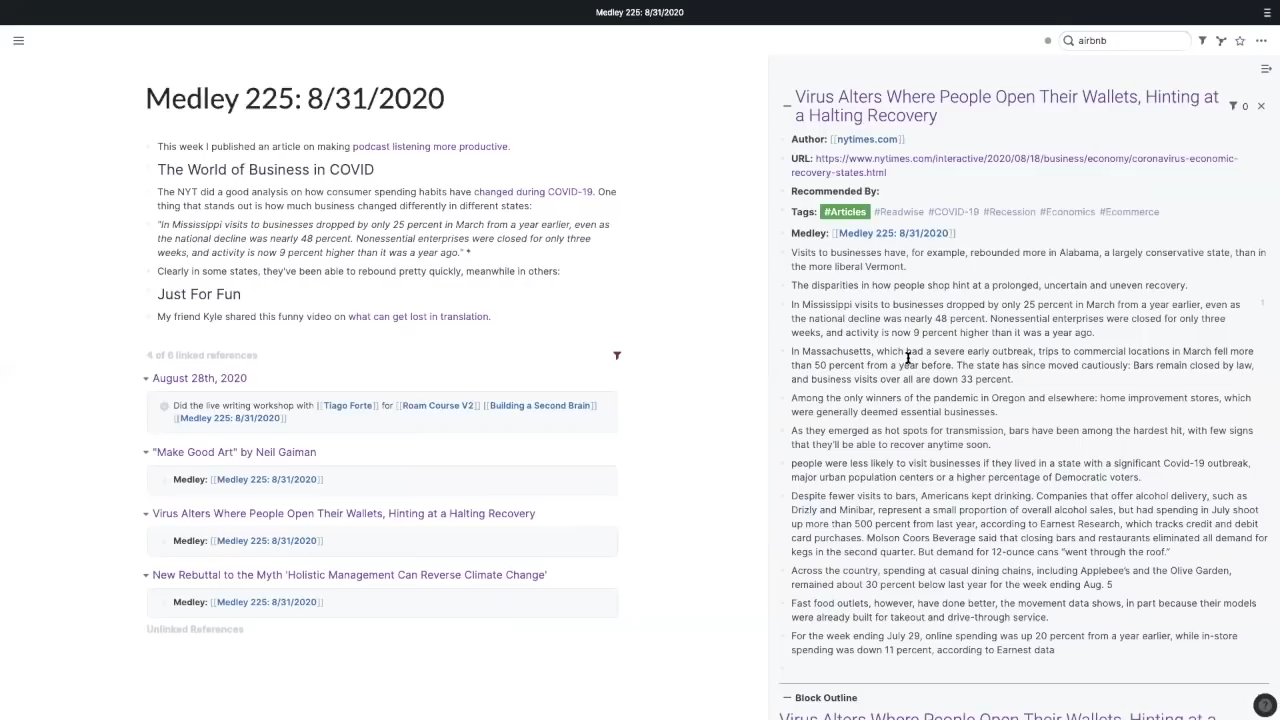 Medley 225: 8/31/2020
airbnb
Medley 225: 8/31/2020
This week I published an article on making podcast listening more productive.
The World of Business in COVID
The NYT did a good analysis on how consumer spending habits have changed during COVID-19. One
thing that stands out is how much business changed differently in different states:
"In Mississippi visits to businesses dropped by only 25 percent in March from a year earlier, even as
the national decline was nearly 48 percent. Nonessential enterprises were closed for only three
weeks, and activity is now 9 percent higher than it was a year ago." *
Clearly in some states, they've been able to rebound pretty quickly, meanwhile in others:
Just For Fun
My friend Kyle shared this funny video on what can get lost in translation.
4 of 6 linked references
August 28th, 2020
Did the live writing workshop with [[Tiago Forte]] for [[Roam Course V2]] [[Building a Second Brain]]
[[Medley 225: 8/31/2020]]
"Make Good Art" by Neil Gaiman
Medley: [[Medley 225: 8/31/2020]]
Virus Alters Where People Open Their Wallets, Hinting at a Halting Recovery
Medley: [[Medley 225: 8/31/2020]]
New Rebuttal to the Myth 'Holistic Management Can Reverse Climate Change'
Medley: [[Medley 225: 8/31/2020]]
Unlinked References
Virus Alters Where People Open Their Wallets, Hinting at
a Halting Recovery
0
Author: [[nytimes.com]]
URL: https://www.nytimes.com/interactive/2020/08/18/business/economy/coronavirus-economic-
recovery-states.html
Recommended By:
Tags: #Articles #Readwise #COVID-19 #Recession #Economics #Ecommerce
Medley: [[Medley 225: 8/31/2020]]
Visits to businesses have, for example, rebounded more in Alabama, a largely conservative state, than in
the more liberal Vermont.
The disparities in how people shop hint at a prolonged, uncertain and uneven recovery.
In Mississippi visits to businesses dropped by only 25 percent in March from a year earlier, even as
the national decline was nearly 48 percent. Nonessential enterprises were closed for only three
weeks, and activity is now 9 percent higher than it was a year ago.
1
In Massachusetts, which had a severe early outbreak, trips to commercial locations in March fell more
than 50 percent from a year before. The state has since moved cautiously: Bars remain closed by law,
and business visits over all are down 33 percent.
Among the only winners of the pandemic in Oregon and elsewhere: home improvement stores, which
were generally deemed essential businesses.
As they emerged as hot spots for transmission, bars have been among the hardest hit, with few signs
that they'll be able to recover anytime soon.
people were less likely to visit businesses if they lived in a state with a significant Covid-19 outbreak,
major urban population centers or a higher percentage of Democratic voters.
Despite fewer visits to bars, Americans kept drinking. Companies that offer alcohol delivery, such as
Drizly and Minibar, represent a small proportion of overall alcohol sales, but had spending in July shoot
up more than 500 percent from last year, according to Earnest Research, which tracks credit and debit
card purchases. Molson Coors Beverage said that closing bars and restaurants eliminated all demand for
kegs in the second quarter. But demand for 12-ounce cans "went through the roof."
Across the country, spending at casual dining chains, including Applebee's and the Olive Garden,
remained about 30 percent below last year for the week ending Aug. 5
Fast food outlets, however, have done better, the movement data shows, in part because their models
were already built for takeout and drive-through service.
For the week ending July 29, online spending was up 20 percent from a year earlier, while in-store
spending was down 11 percent, according to Earnest data
Block Outline
Virus Alters Where People Open Their Wallets, Hinting at a